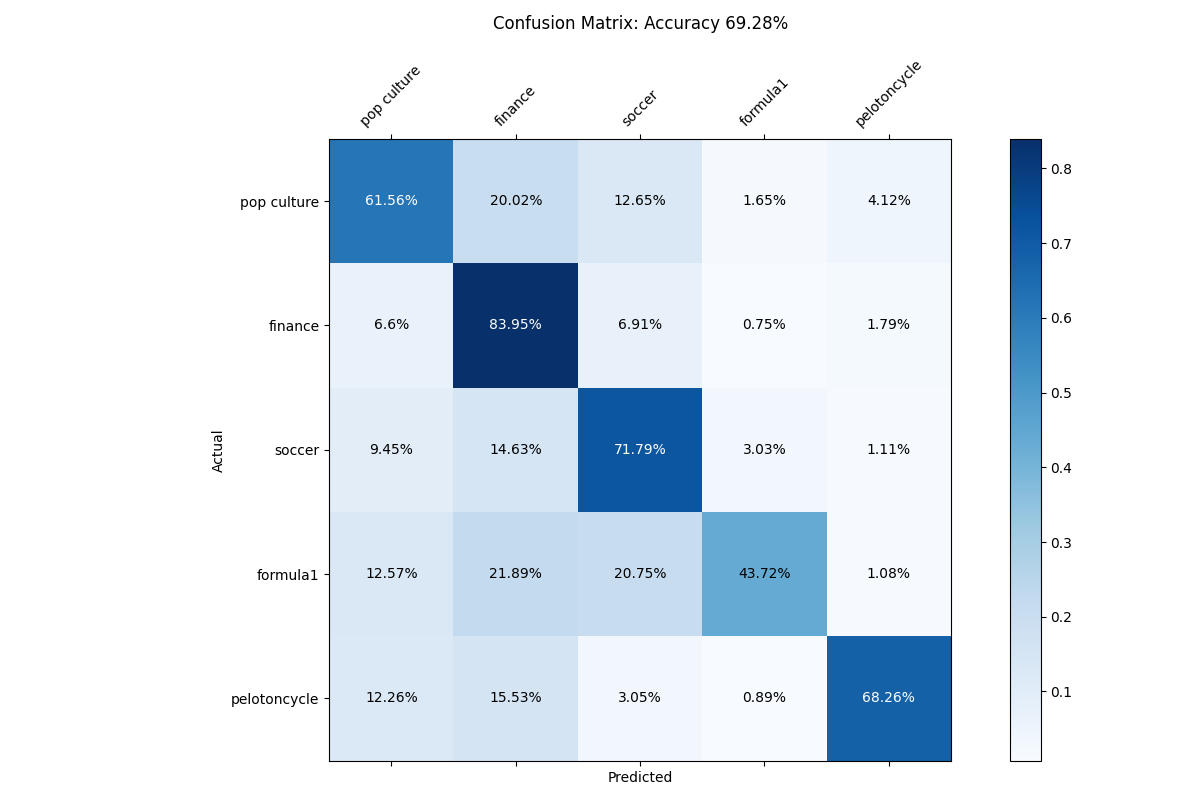 Confusion Matrix: Accuracy 69.28%
pop culture finance soccer formula1 pelotoncycle
pop culture 61.56% 20.02% 12.65% 1.65% 4.12%
finance 6.6% 83.95% 6.91% 0.75% 1.79%
soccer 9.45% 14.63% 71.79% 3.03% 1.11%
formula1 12.57% 21.89% 20.75% 43.72% 1.08%
pelotoncycle 12.26% 15.53% 3.05% 0.89% 68.26%
Actual
Predicted
0.8
0.7
0.6
0.5
0.4
0.3
0.2
0.1